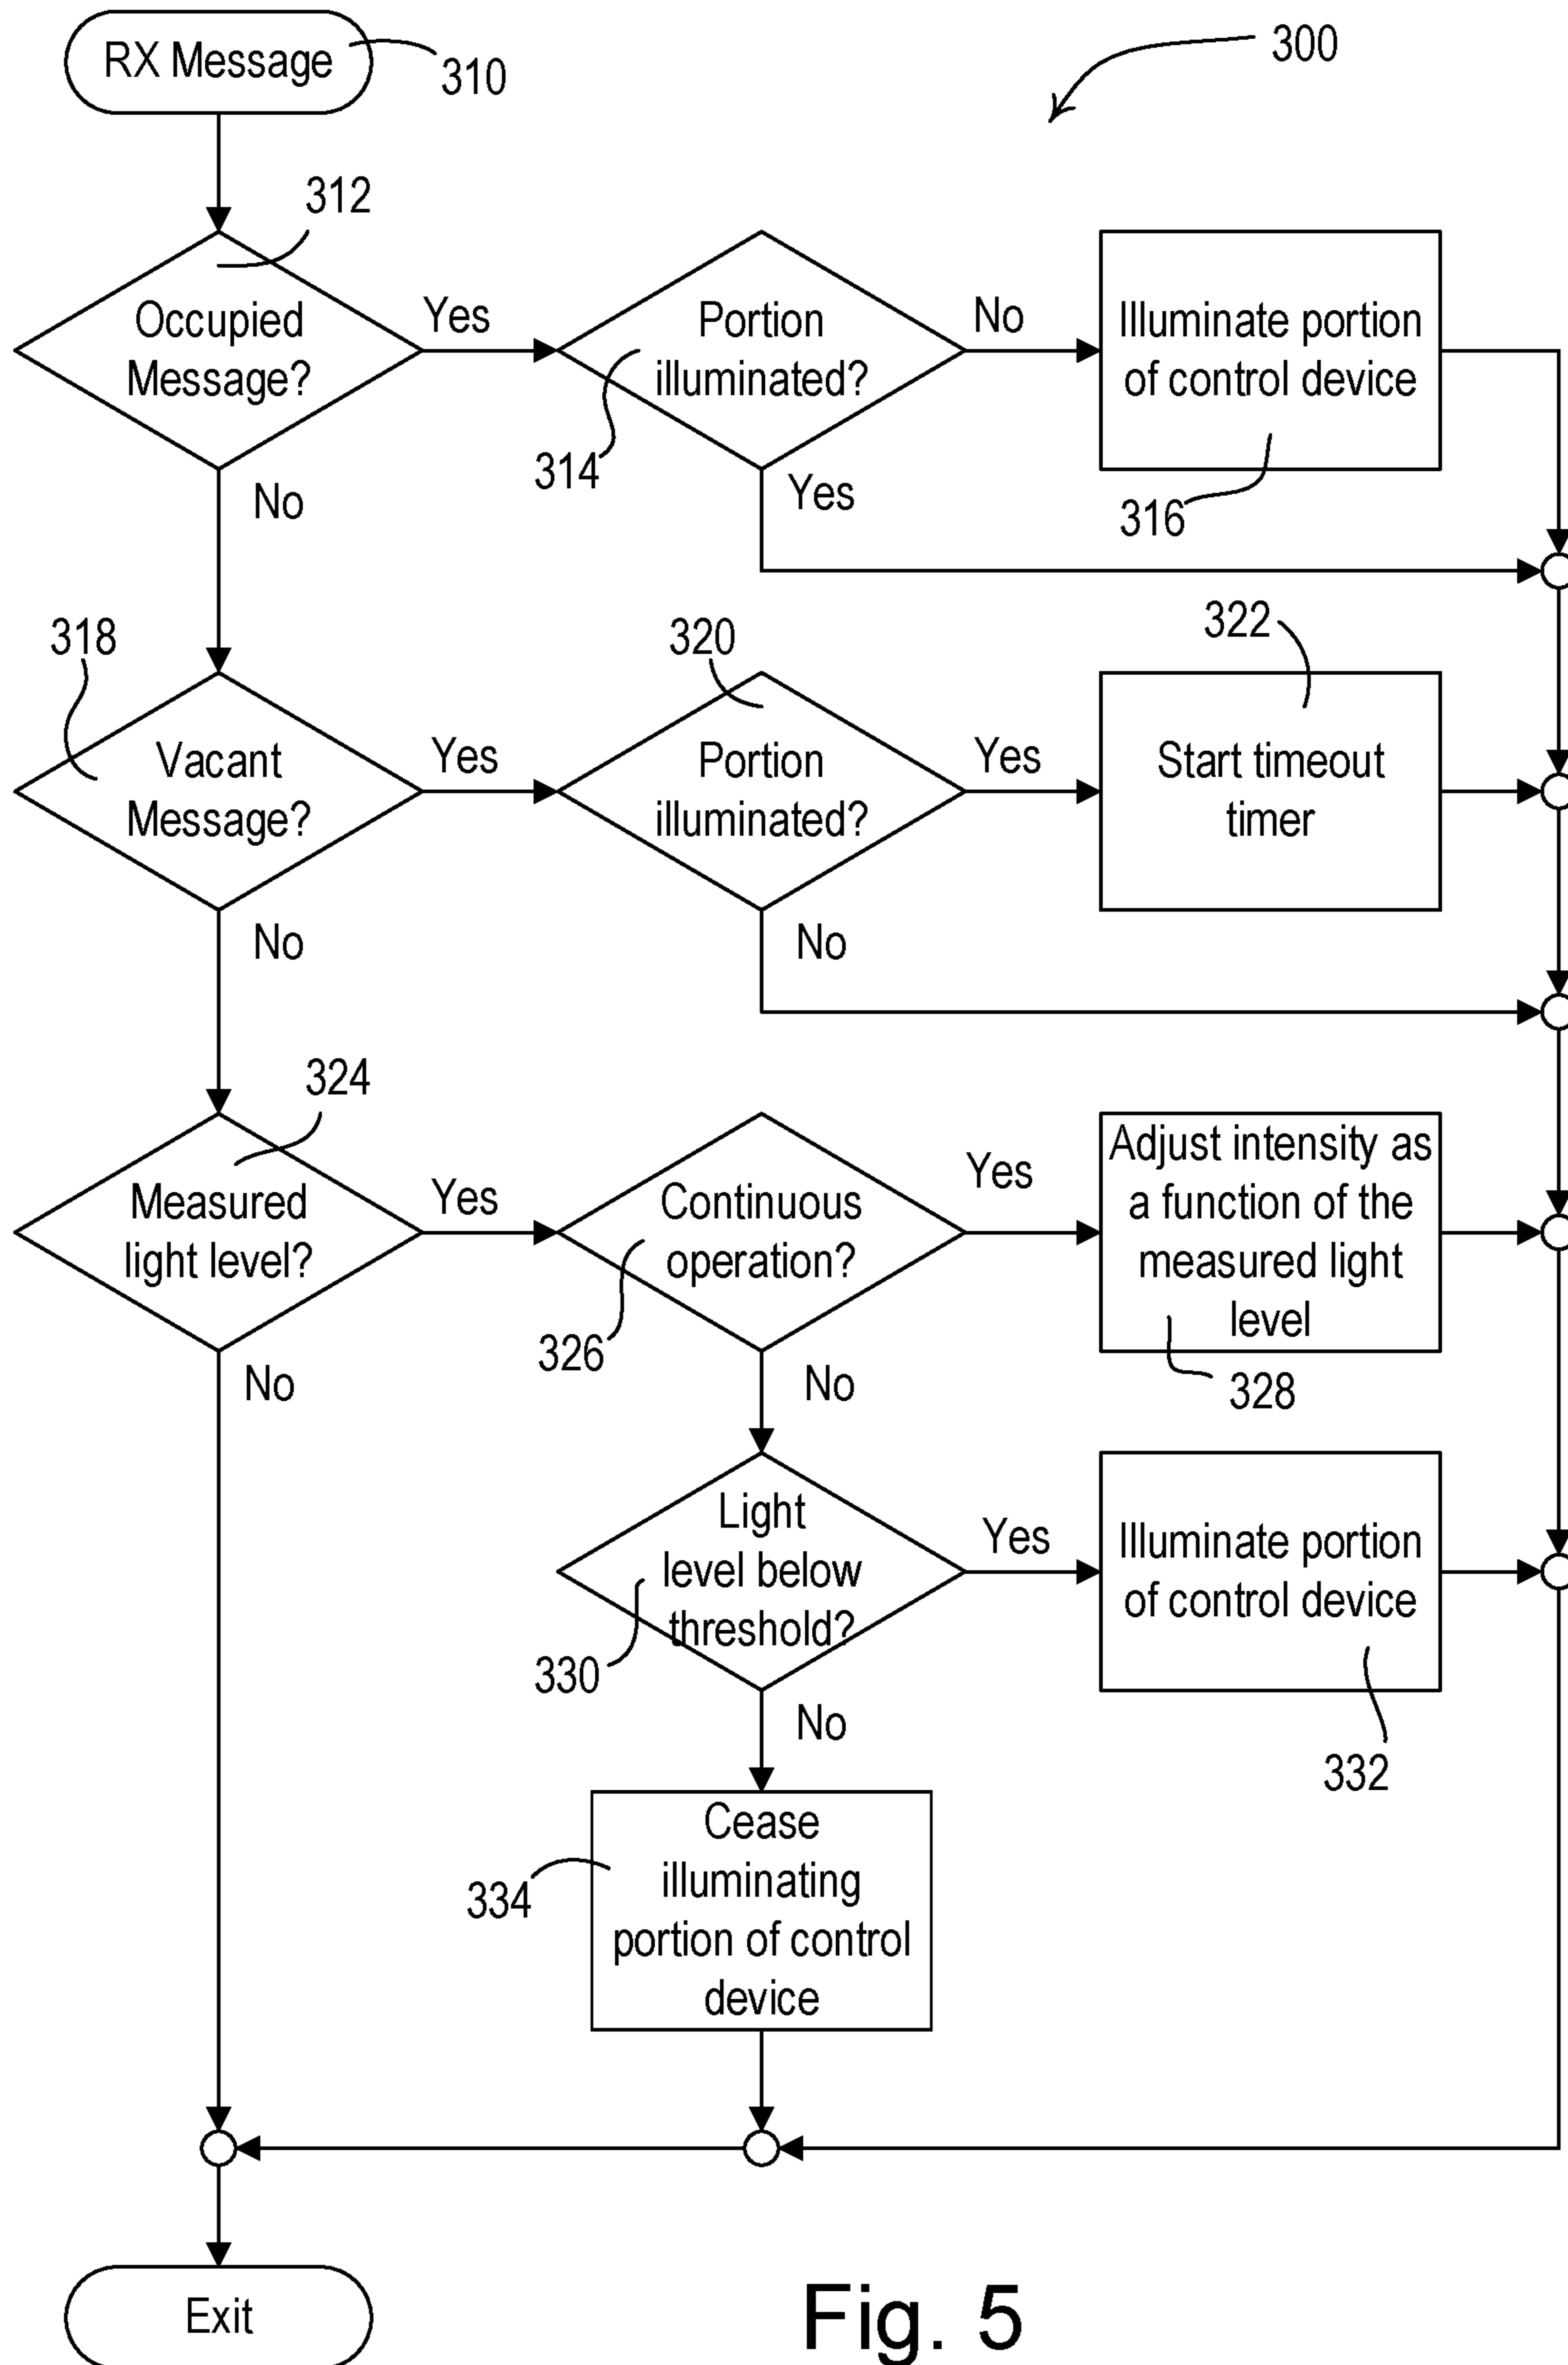 RX Message
310
300
312
Occupied
Message?
Yes
No
Portion
illuminated?
314
No
Yes
Illuminate portion
of control device
316
318
Vacant
Message?
Yes
No
320
Portion
illuminated?
Yes
No
322
Start timeout
timer
324
Measured
light level?
Yes
No
Continuous
operation?
326
Yes
No
Adjust intensity as
a function of the
measured light
level
328
Light
level below
threshold?
330
Yes
No
Illuminate portion
of control device
332
Cease
illuminating
portion of control
device
334
Exit
Fig. 5